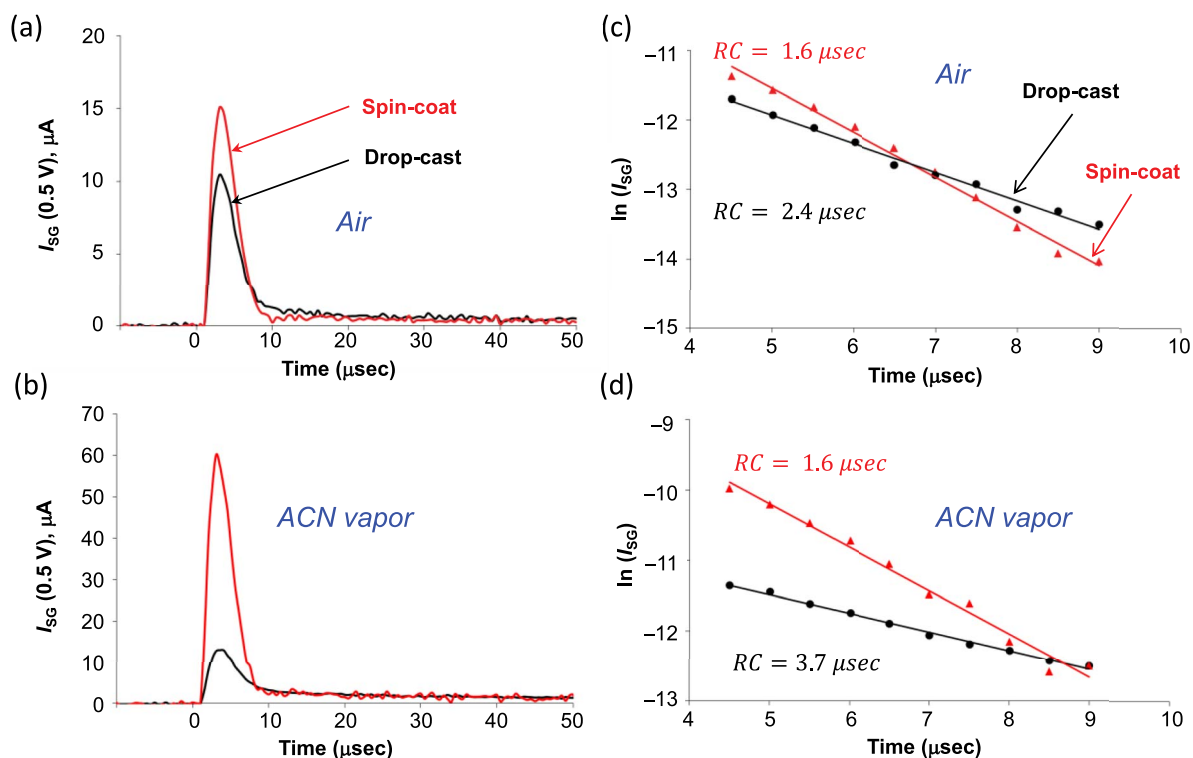 (a)
20
15
10
5
0
0
10
20
30
40
50
I_SG (0.5 V), μA
Time (μsec)
Spin-coat
Drop-cast
Air
(c)
−11
−12
−13
−14
−15
4
5
6
7
8
9
10
ln (I_SG)
Time (μsec)
RC = 1.6 μsec
Air
Drop-cast
Spin-coat
RC = 2.4 μsec
(b)
70
60
50
40
30
20
10
0
0
10
20
30
40
50
I_SG (0.5 V), μA
Time (μsec)
ACN vapor
(d)
−9
−10
−11
−12
−13
4
5
6
7
8
9
10
ln (I_SG)
Time (μsec)
RC = 1.6 μsec
ACN vapor
RC = 3.7 μsec